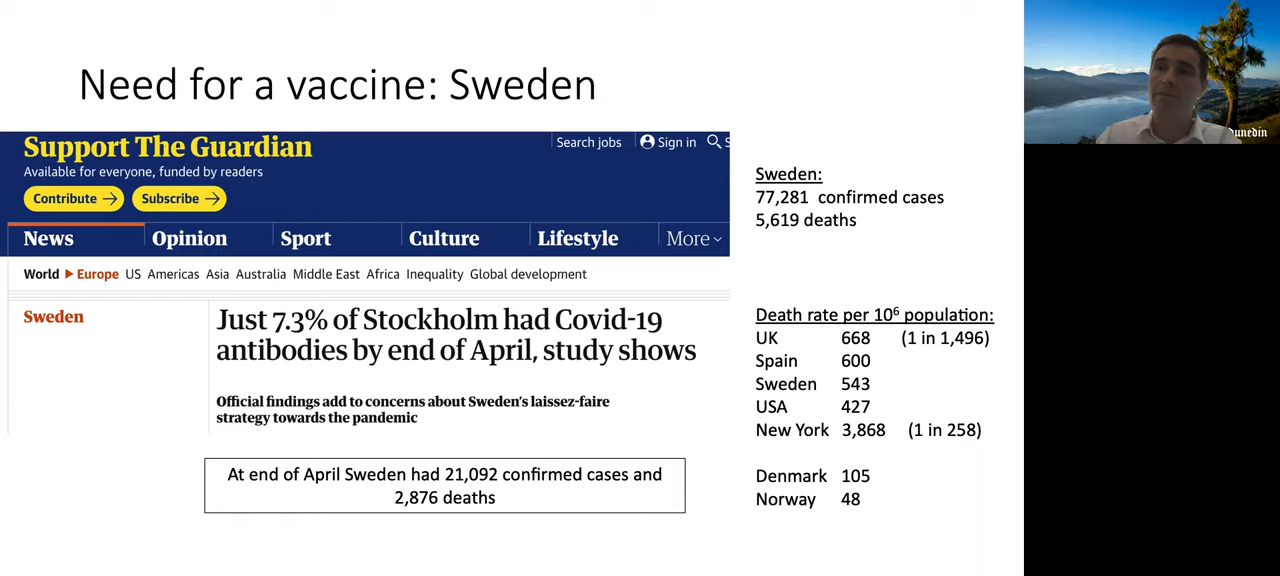 Need for a vaccine: Sweden
Support The Guardian
Available for everyone, funded by readers
Contribute → Subscribe →
Search jobs Sign in S
News Opinion Sport Culture Lifestyle More
World Europe US Americas Asia Australia Middle East Africa Inequality Global development
Sweden
Just 7.3% of Stockholm had Covid-19
antibodies by end of April, study shows
Official findings add to concerns about Sweden's laissez-faire
strategy towards the pandemic
At end of April Sweden had 21,092 confirmed cases and
2,876 deaths
Sweden:
77,281 confirmed cases
5,619 deaths
Death rate per 10⁶ population:
UK 668 (1 in 1,496)
Spain 600
Sweden 543
USA 427
New York 3,868 (1 in 258)
Denmark 105
Norway 48